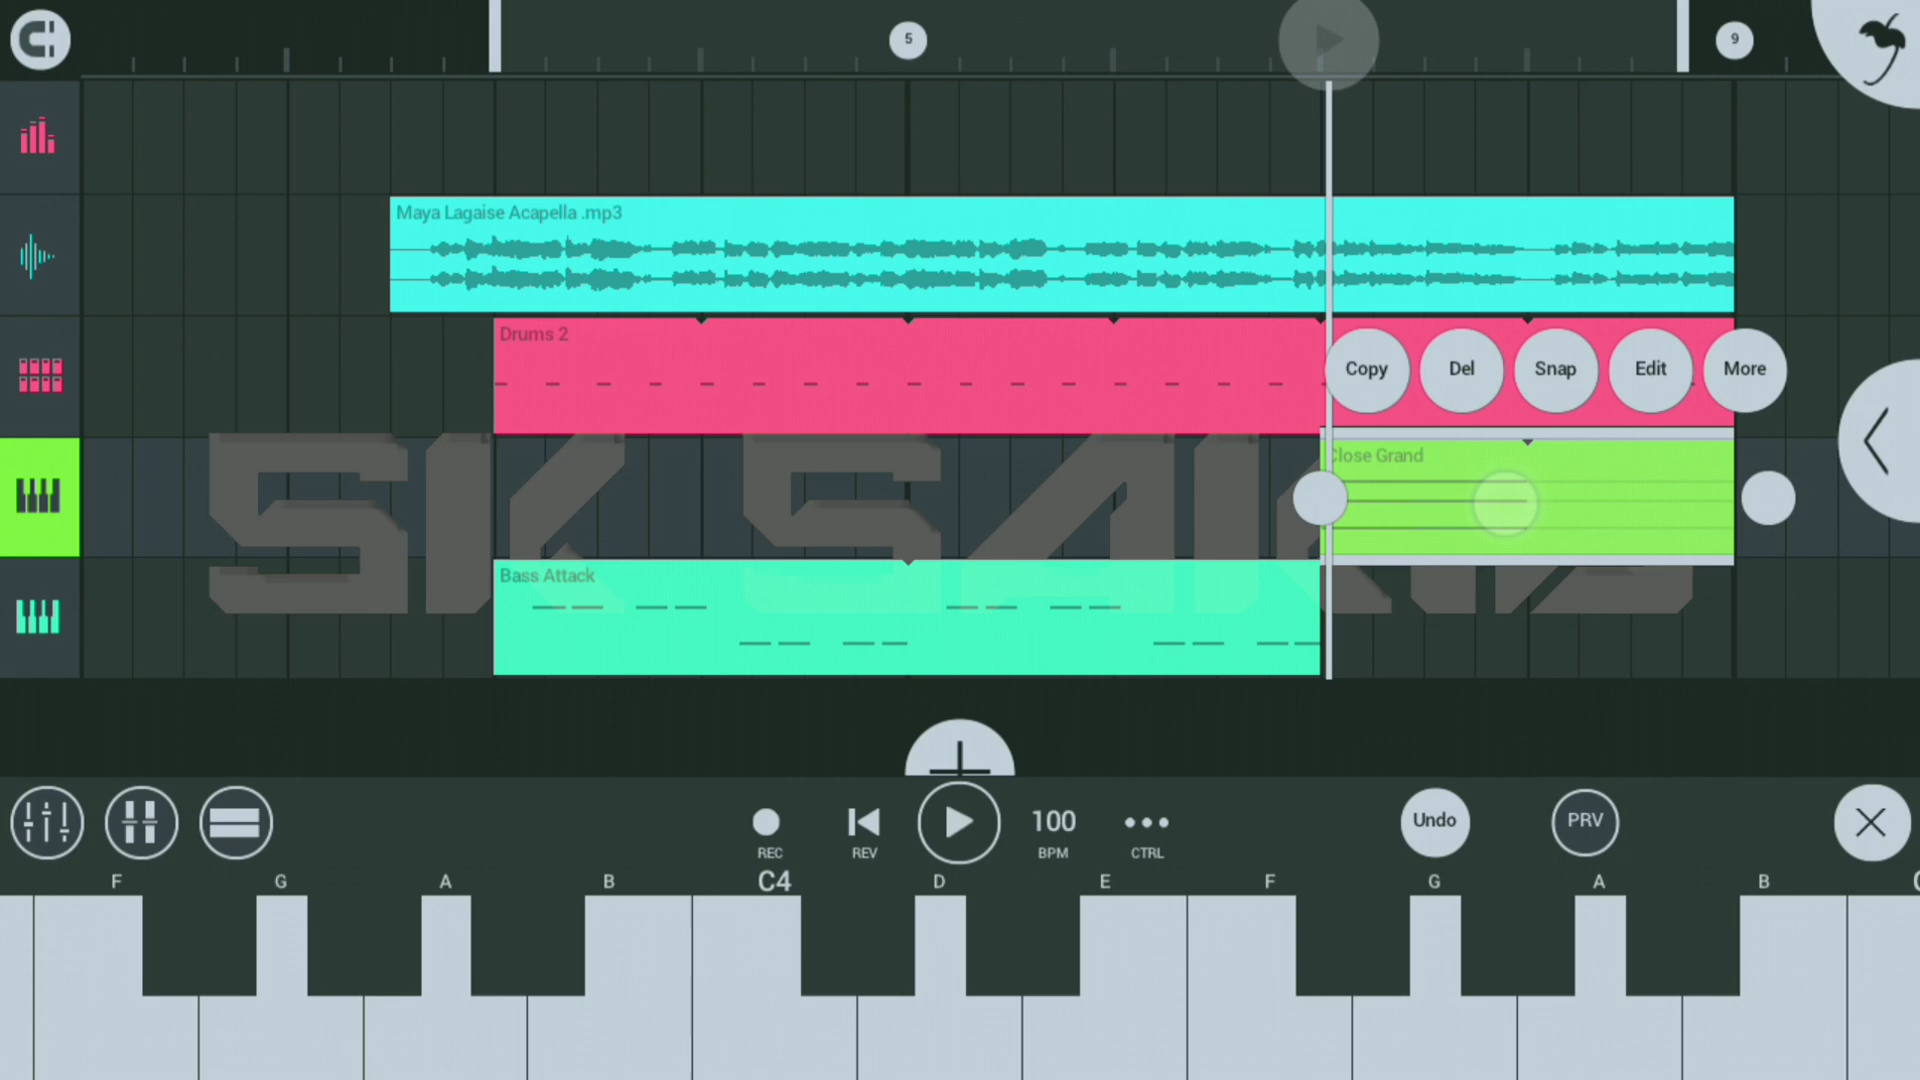 5
9
Maya Lagaise Acapella .mp3
Drums 2
Copy
Del
Snap
Edit
More
Close Grand
Bass Attack
100
Undo
PRV
REC
REV
BPM
CTRL
F
G
A
B
C4
D
E
F
G
A
B